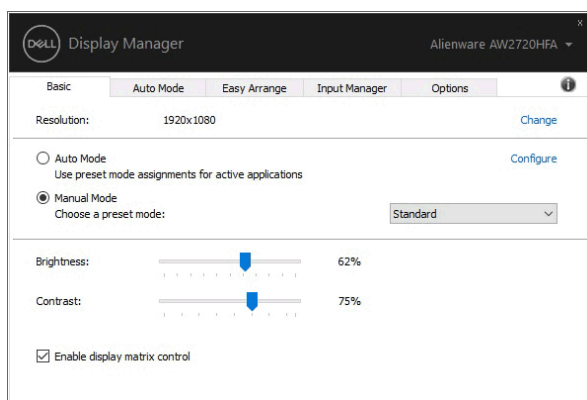 DELL Display Manager Alienware AW2720HFA
x
Basic Auto Mode Easy Arrange Input Manager Options i
Resolution: 1920x1080 Change
Auto Mode Configure
Use preset mode assignments for active applications
Manual Mode
Choose a preset mode: Standard
Brightness: 62%
Contrast: 75%
Enable display matrix control